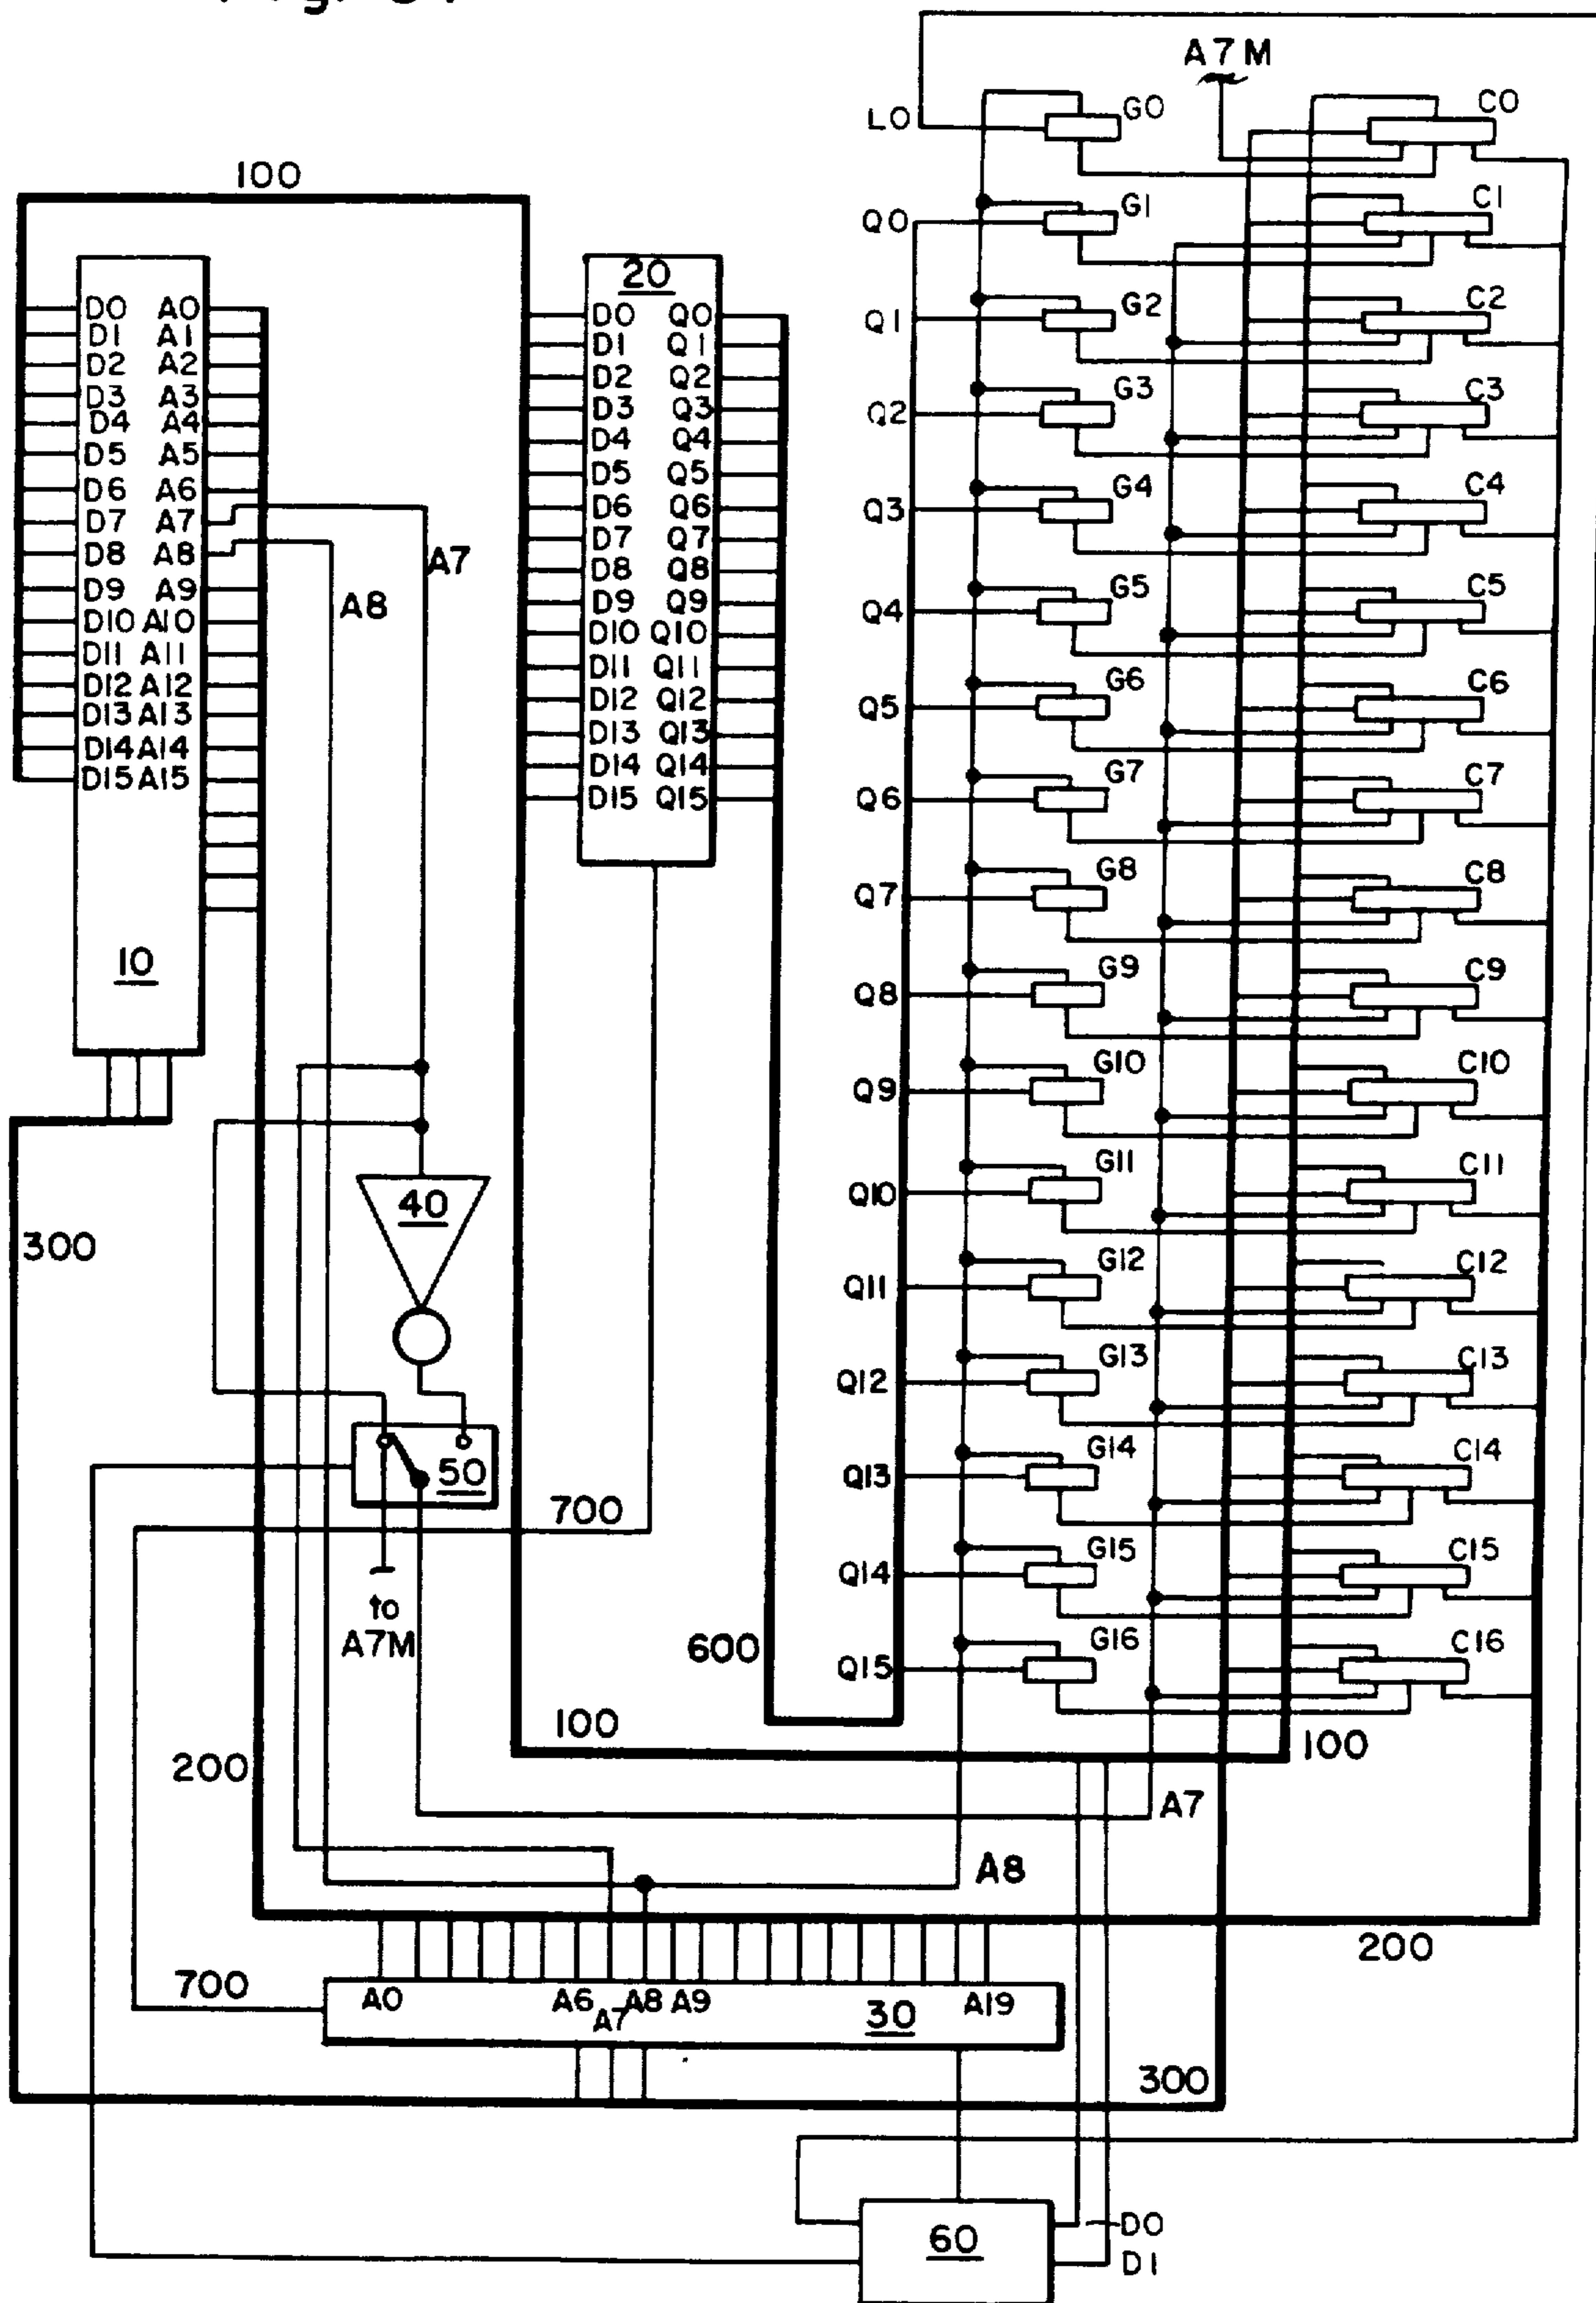 A7M
L0 G0 C0
100
Q0 G1 C1
20
D0 A0 D0 Q0 Q1 G2 C2
D1 A1 D1 Q1
D2 A2 D2 Q2
D3 A3 D3 Q3 Q2 G3 C3
D4 A4 D4 Q4
D5 A5 D5 Q5
D6 A6 D6 Q6 Q3 G4 C4
D7 A7 D7 Q7
D8 A8 A7 D8 Q8
D9 A9 A8 D9 Q9 Q4 G5 C5
D10 A10 D10 Q10
D11 A11 D11 Q11
D12 A12 D12 Q12 Q5 G6 C6
D13 A13 D13 Q13
D14 A14 D14 Q14
D15 A15 D15 Q15 Q6 G7 C7
Q7 G8 C8
10
Q8 G9 C9
Q9 G10 C10
40 Q10 G11 C11
300
Q11 G12 C12
Q12 G13 C13
50 Q13 G14 C14
700
Q14 G15 C15
to
A7M
600 Q15 G16 C16
100 100
200
A7
A8
200
700
A0 A6 A7 A8 A9 30 A19
300
60 D0
D1